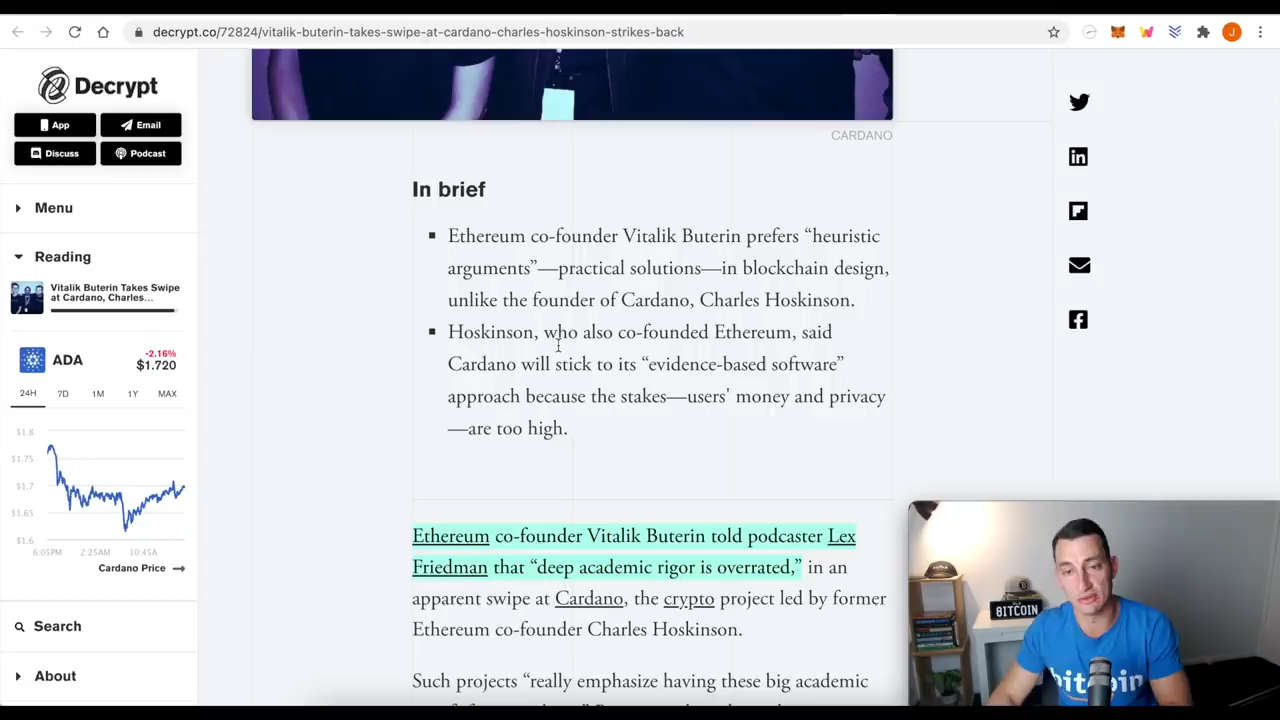 decrypt.co/72824/vitalik-buterin-takes-swipe-at-cardano-charles-hoskinson-strikes-back
J
Decrypt
App
Email
Discuss
Podcast
Menu
Reading
Vitalik Buterin Takes Swipe
at Cardano, Charles...
ADA
-2.16%
$1.720
24H 7D 1M 1Y MAX
$1.8
$1.75
$1.7
$1.65
$1.6
6:05PM 2:25AM 10:45A
Cardano Price
Search
About
CARDANO
In brief
Ethereum co-founder Vitalik Buterin prefers “heuristic
arguments”—practical solutions—in blockchain design,
unlike the founder of Cardano, Charles Hoskinson.
Hoskinson, who also co-founded Ethereum, said
Cardano will stick to its “evidence-based software”
approach because the stakes—users' money and privacy
—are too high.
Ethereum co-founder Vitalik Buterin told podcaster Lex
Friedman that “deep academic rigor is overrated,” in an
apparent swipe at Cardano, the crypto project led by former
Ethereum co-founder Charles Hoskinson.
Such projects “really emphasize having these big academic
BITCOIN
bitcoin